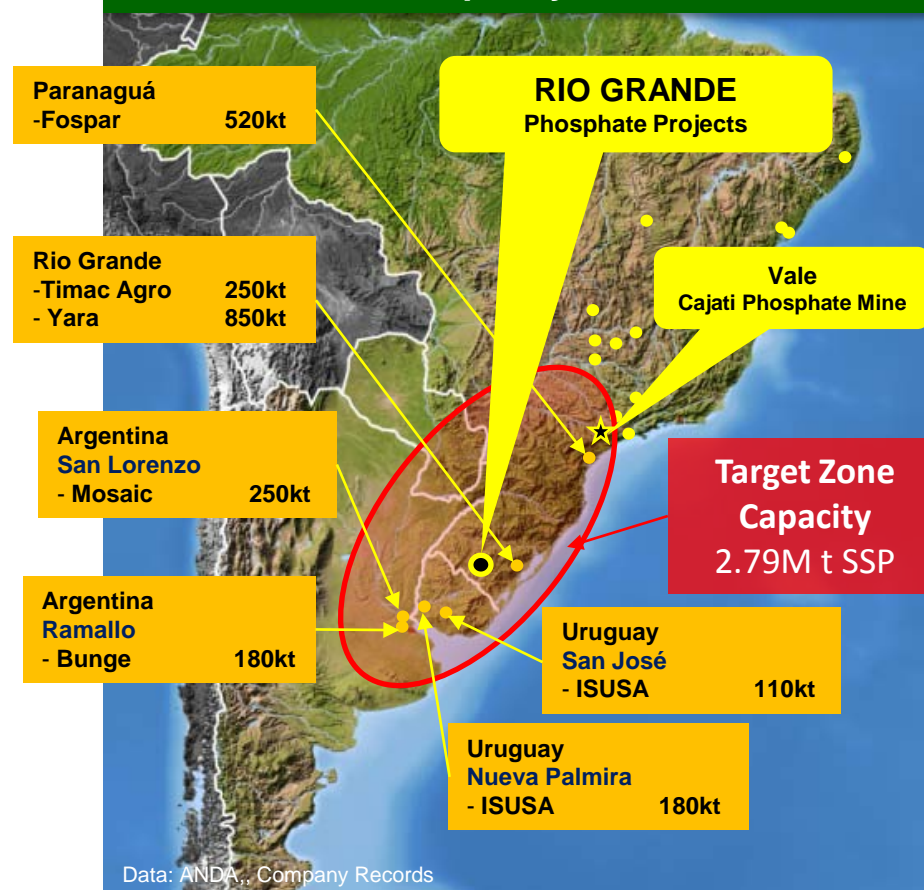 Paranaguá
-Fospar 520kt
RIO GRANDE
Phosphate Projects
Rio Grande
-Timac Agro 250kt
- Yara 850kt
Vale
Cajati Phosphate Mine
Argentina
San Lorenzo
- Mosaic 250kt
Target Zone
Capacity
2.79M t SSP
Argentina
Ramallo
- Bunge 180kt
Uruguay
San José
- ISUSA 110kt
Uruguay
Nueva Palmira
- ISUSA 180kt
Data: ANDA,, Company Records